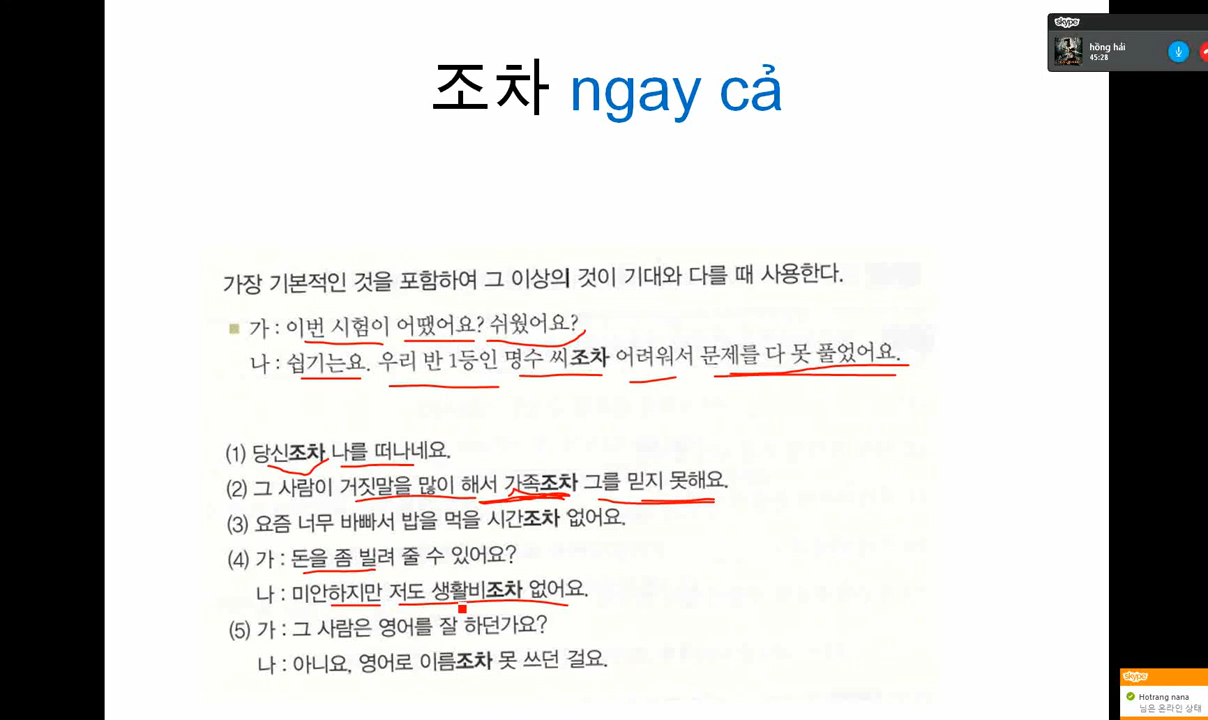 skype
hồng hải
45:28
조차 ngay cả
가장 기본적인 것을 포함하여 그 이상의 것이 기대와 다를 때 사용한다.
가 : 이번 시험이 어땠어요? 쉬웠어요?
나 : 쉽기는요. 우리 반 1등인 명수 씨조차 어려워서 문제를 다 못 풀었어요.
(1) 당신조차 나를 떠나네요.
(2) 그 사람이 거짓말을 많이 해서 가족조차 그를 믿지 못해요.
(3) 요즘 너무 바빠서 밥을 먹을 시간조차 없어요.
(4) 가 : 돈을 좀 빌려 줄 수 있어요?
나 : 미안하지만 저도 생활비조차 없어요.
(5) 가 : 그 사람은 영어를 잘 하던가요?
나 : 아니요, 영어로 이름조차 못 쓰던 걸요.
skype
Hotrang nana
님은 온라인 상태